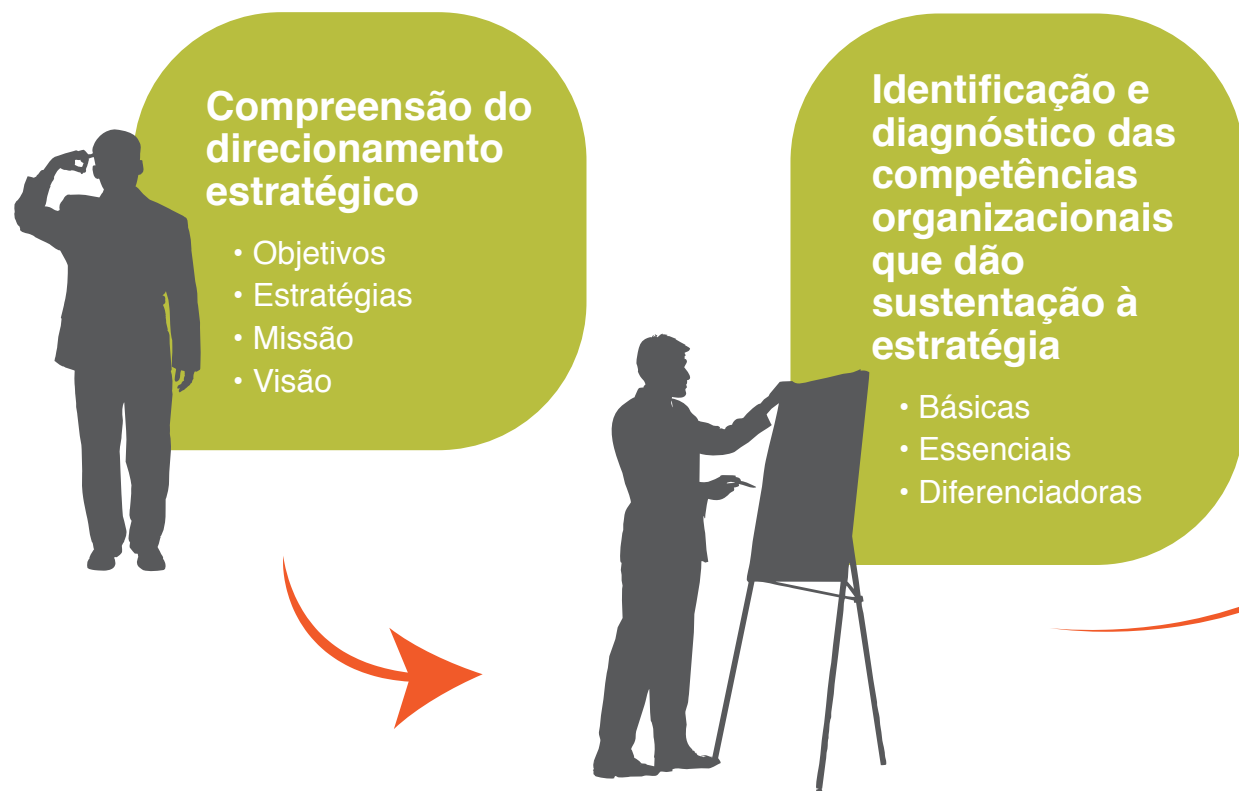 Compreensão do
direcionamento
estratégico
• Objetivos
• Estratégias
• Missão
• Visão
Identificação e
diagnóstico das
competências
organizacionais
que dão
sustentação à
estratégia
• Básicas
• Essenciais
• Diferenciadoras